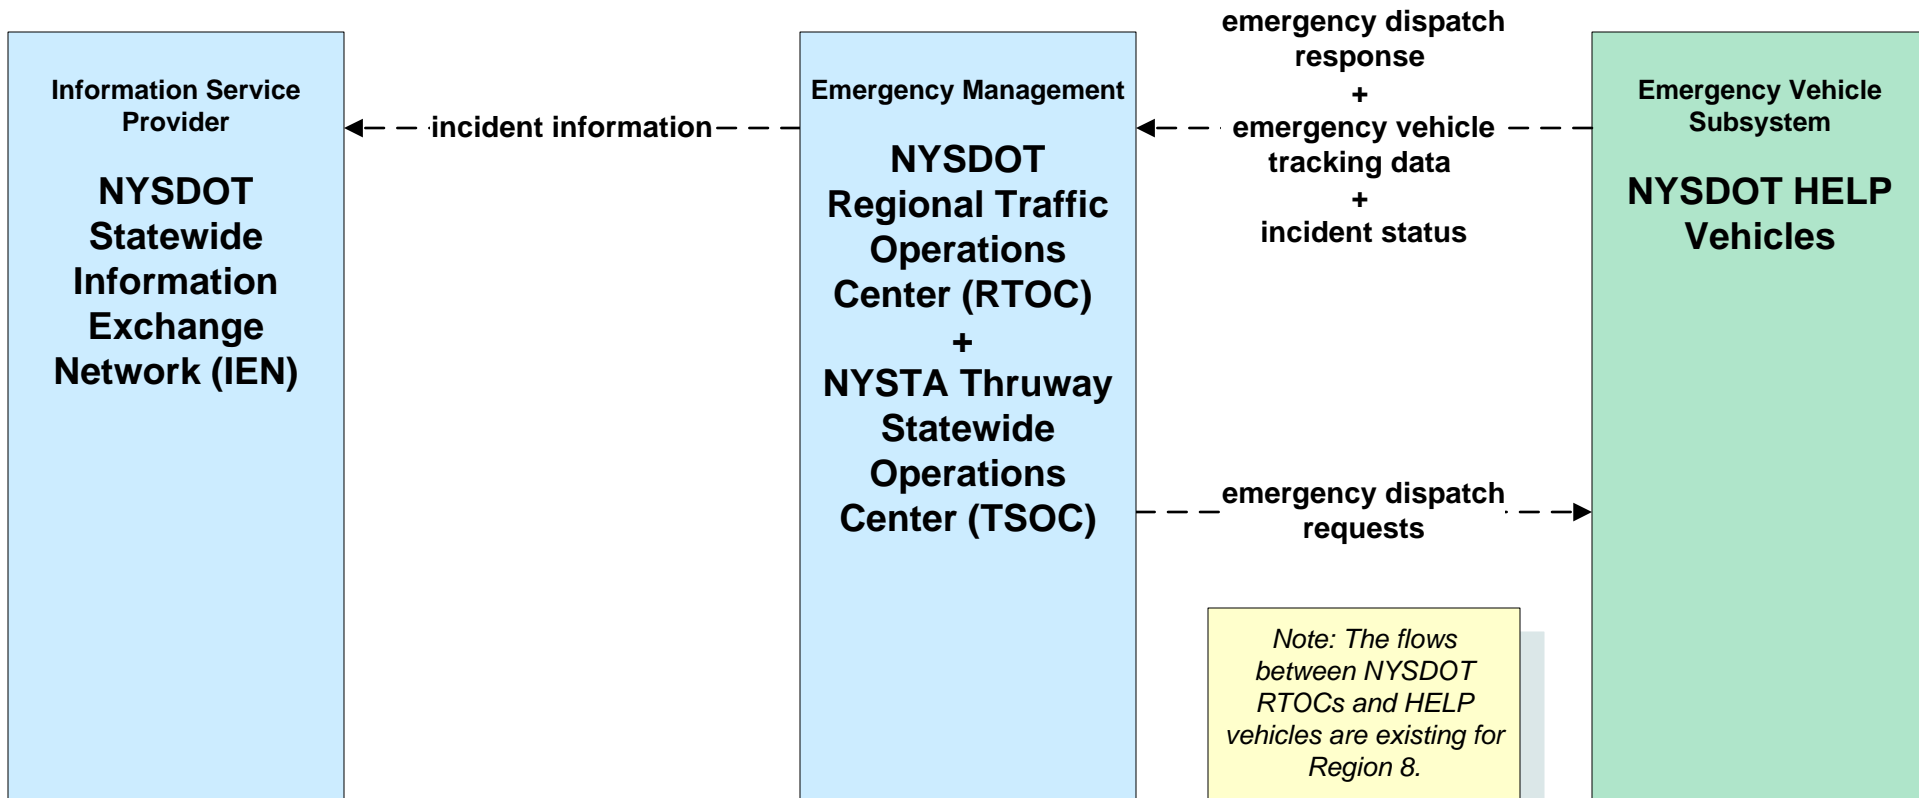 Information Service
Provider
NYSDOT
Statewide
Information
Exchange
Network (IEN)
incident information
Emergency Management
NYSDOT
Regional Traffic
Operations
Center (RTOC)
+
NYSTA Thruway
Statewide
Operations
Center (TSOC)
emergency dispatch
response
+
emergency vehicle
tracking data
+
incident status
emergency dispatch
requests
Note: The flows
between NYSDOT
RTOCs and HELP
vehicles are existing for
Region 8.
Emergency Vehicle
Subsystem
NYSDOT HELP
Vehicles